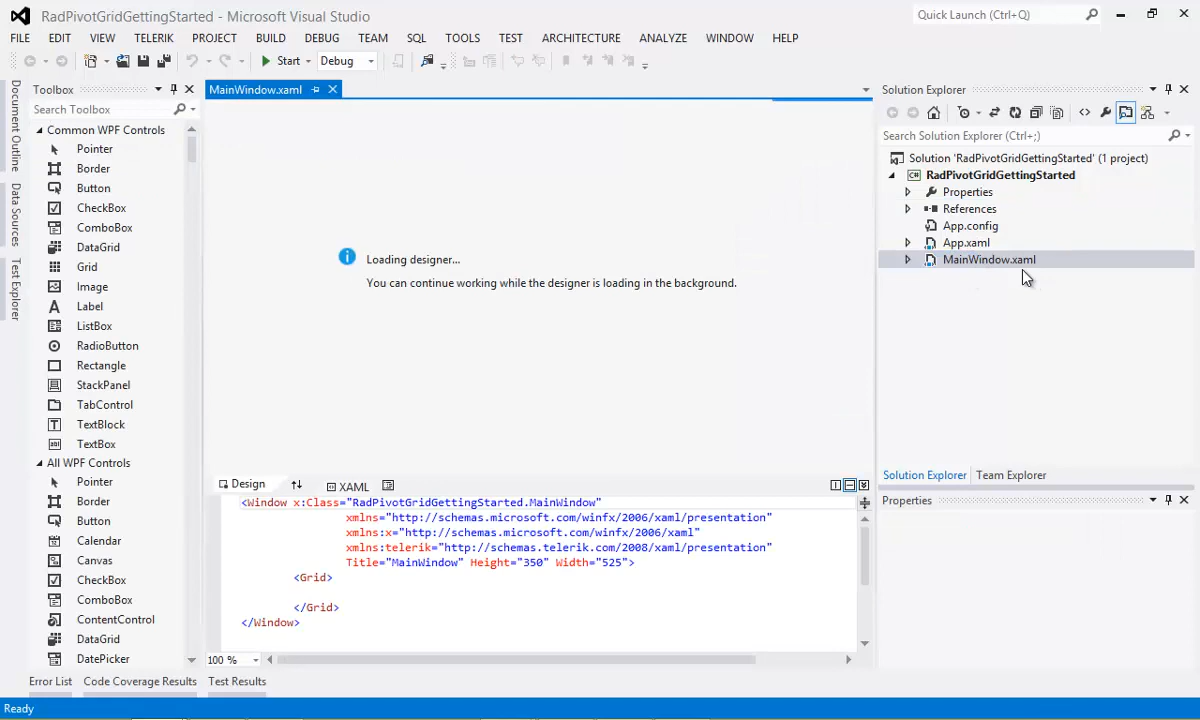 RadPivotGridGettingStarted - Microsoft Visual Studio
Quick Launch (Ctrl+Q)
FILE EDIT VIEW TELERIK PROJECT BUILD DEBUG TEAM SQL TOOLS TEST ARCHITECTURE ANALYZE WINDOW HELP
Start Debug
Document Outline
Data Sources
Test Explorer
Toolbox
Search Toolbox
Common WPF Controls
Pointer
Border
Button
CheckBox
ComboBox
DataGrid
Grid
Image
Label
ListBox
RadioButton
Rectangle
StackPanel
TabControl
TextBlock
TextBox
All WPF Controls
Pointer
Border
Button
Calendar
Canvas
CheckBox
ComboBox
ContentControl
DataGrid
DatePicker
MainWindow.xaml
Loading designer...
You can continue working while the designer is loading in the background.
Design XAML
<Window x:Class="RadPivotGridGettingStarted.MainWindow"
xmlns="http://schemas.microsoft.com/winfx/2006/xaml/presentation"
xmlns:x="http://schemas.microsoft.com/winfx/2006/xaml"
xmlns:telerik="http://schemas.telerik.com/2008/xaml/presentation"
Title="MainWindow" Height="350" Width="525">
<Grid>
</Grid>
</Window>
100 %
Solution Explorer
Search Solution Explorer (Ctrl+;)
Solution 'RadPivotGridGettingStarted' (1 project)
C# RadPivotGridGettingStarted
Properties
References
App.config
App.xaml
MainWindow.xaml
Solution Explorer Team Explorer
Properties
Error List Code Coverage Results Test Results
Ready